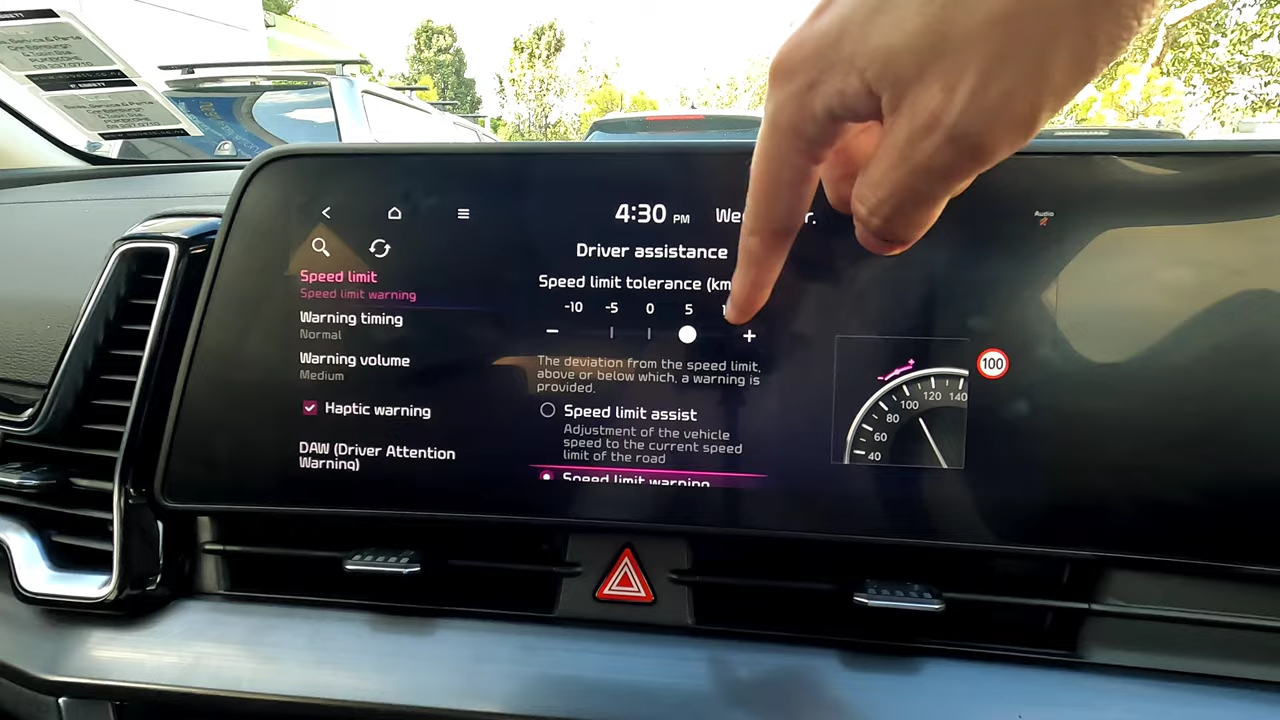 4:30 PM
Driver assistance
Speed limit
Speed limit warning
Warning timing
Normal
Warning volume
Medium
Haptic warning
DAW (Driver Attention
Warning)
Speed limit tolerance (km
-10 -5 0 5
The deviation from the speed limit,
above or below which, a warning is
provided.
Speed limit assist
Adjustment of the vehicle
speed to the current speed
limit of the road
Speed limit warning
Audio
100
40 60 80 100 120 140